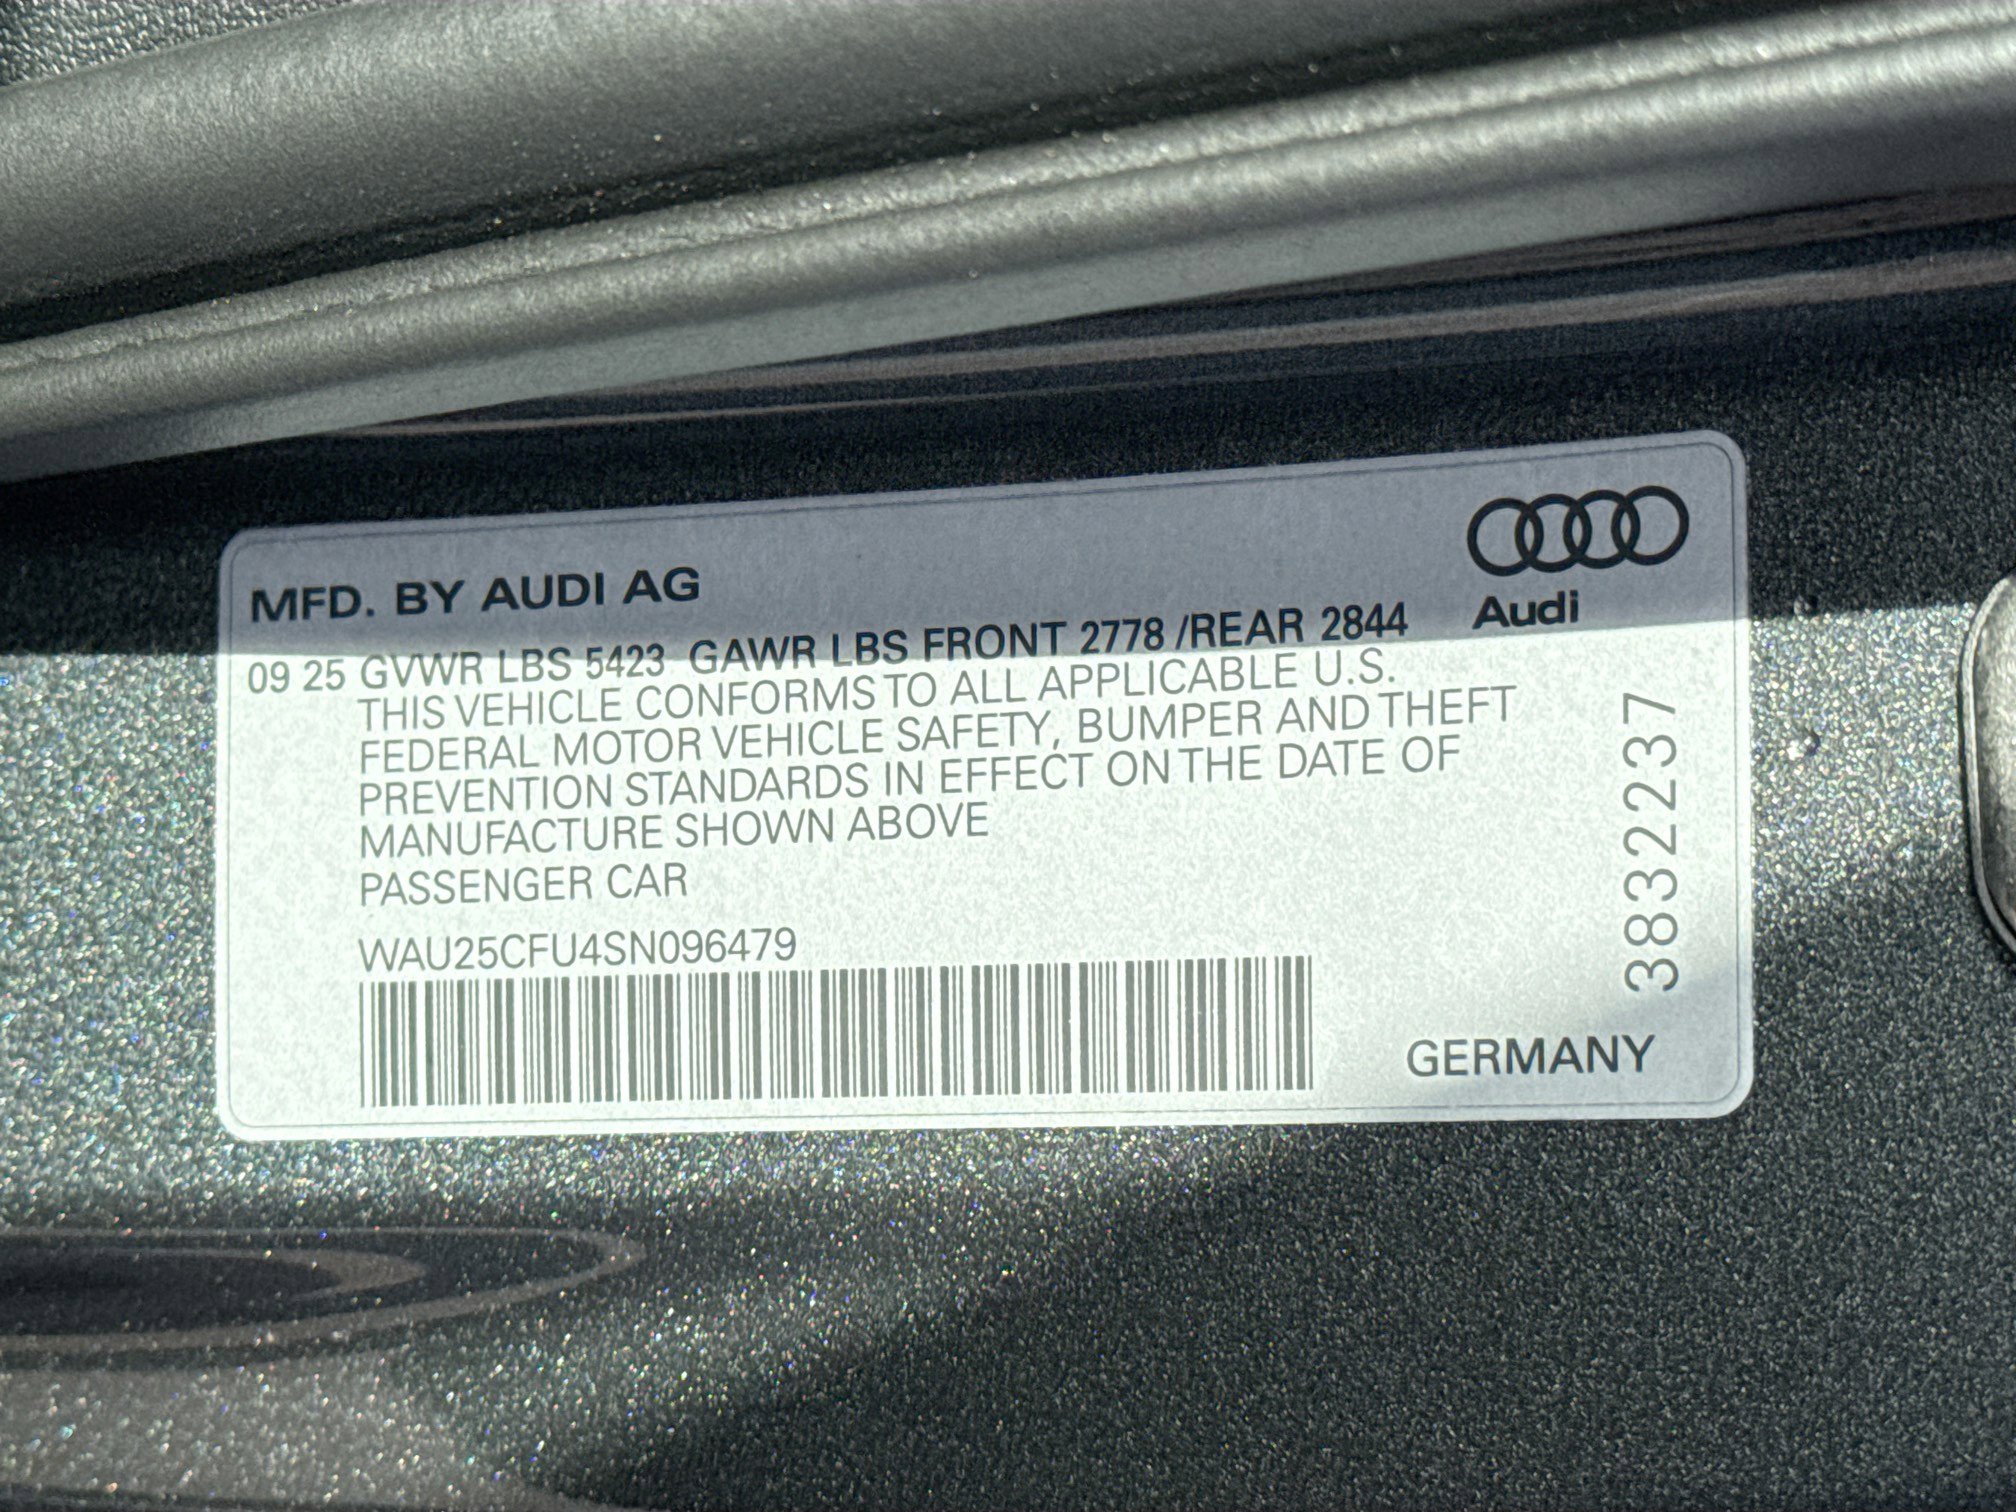 MFD. BY AUDI AG
Audi
09 25 GVWR LBS 5423 GAWR LBS FRONT 2778 /REAR 2844
THIS VEHICLE CONFORMS TO ALL APPLICABLE U.S.
FEDERAL MOTOR VEHICLE SAFETY, BUMPER AND THEFT
PREVENTION STANDARDS IN EFFECT ON THE DATE OF
MANUFACTURE SHOWN ABOVE
PASSENGER CAR
WAU25CFU4SN096479
3832237
GERMANY